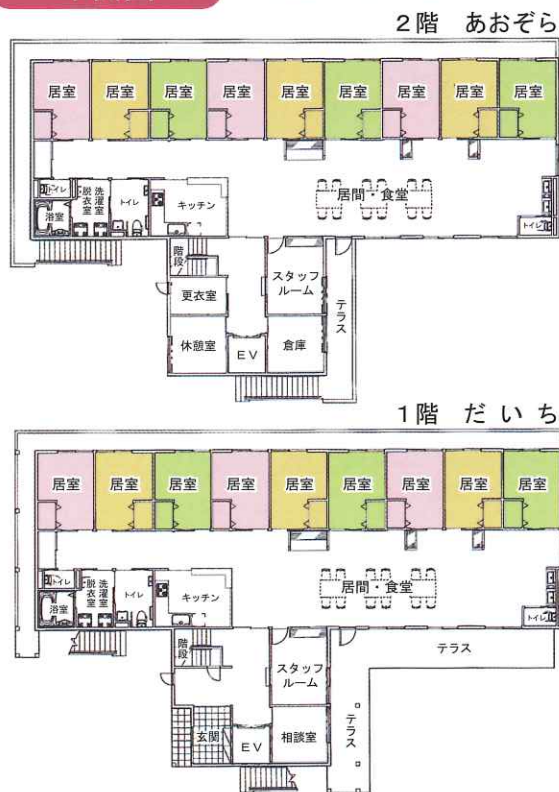 2階 あおぞら
居室 居室 居室 居室 居室 居室 居室 居室 居室
トイレ
浴室
脱衣室
洗濯室
トイレ
キッチン
居間・食堂
トイレ
階段
スタッフ
ルーム
更衣室
テラス
休憩室
EV
倉庫
1階 だいち
居室 居室 居室 居室 居室 居室 居室 居室 居室
トイレ
浴室
脱衣室
洗濯室
トイレ
キッチン
居間・食堂
トイレ
階段
テラス
スタッフ
ルーム
玄関
EV
相談室
テラス